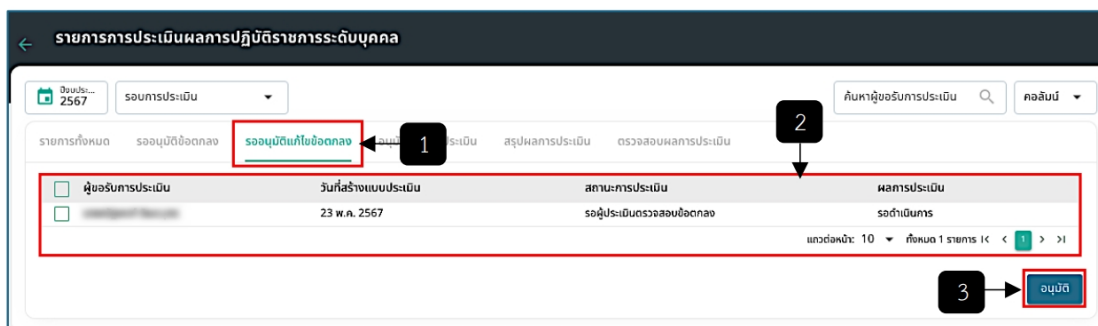 รายการการประเมินผลการปฏิบัติราชการระดับบุคคล
ปีงบประ...
2567
รอบการประเมิน
ค้นหาผู้ขอรับการประเมิน
คอลัมน์
2
รายการทั้งหมด รออนุมัติข้อตกลง รออนุมัติแก้ไขข้อตกลง 1 สรุปผลการประเมิน ตรวจสอบผลการประเมิน
ผู้ขอรับการประเมิน วันที่สร้างแบบประเมิน สถานะการประเมิน ผลการประเมิน
23 พ.ค. 2567 รอผู้ประเมินตรวจสอบข้อตกลง รอดำเนินการ
แถวต่อหน้า: 10 ทั้งหมด 1 รายการ 1
3 อนุมัติ